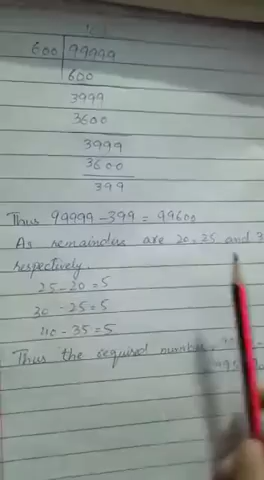 600 99999
600
3999
3600
3999
3600
399
Thus 99999-399 = 99600
As remainders are 20, 25 and 3
respectively.
25-20=5
30-25=5
40-35=5
Thus the required number